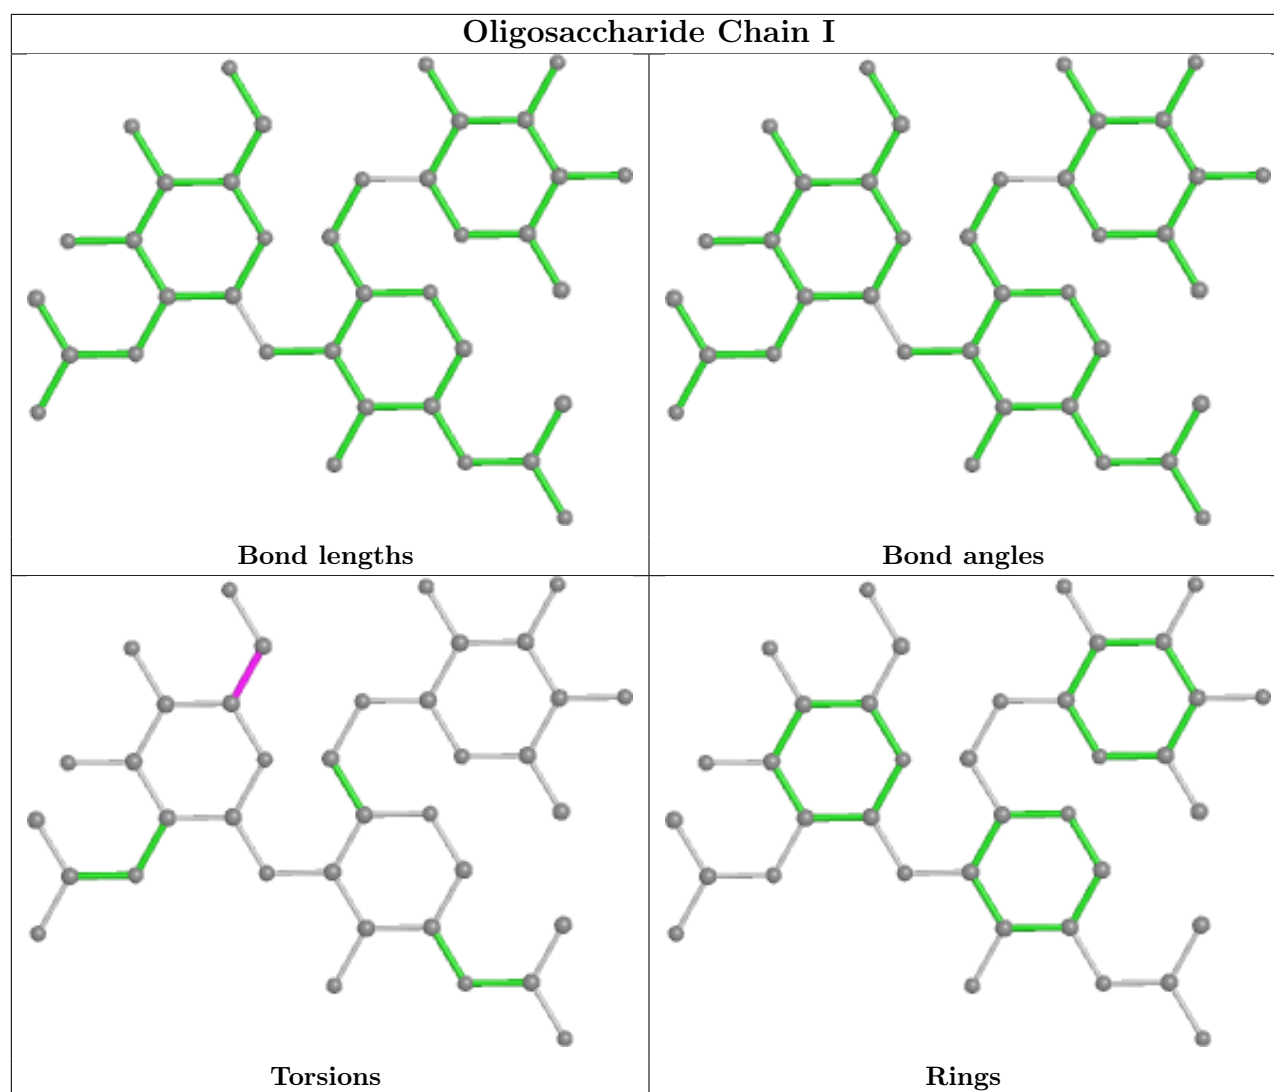 Oligosaccharide Chain I
Bond lengths
Bond angles
Torsions
Rings